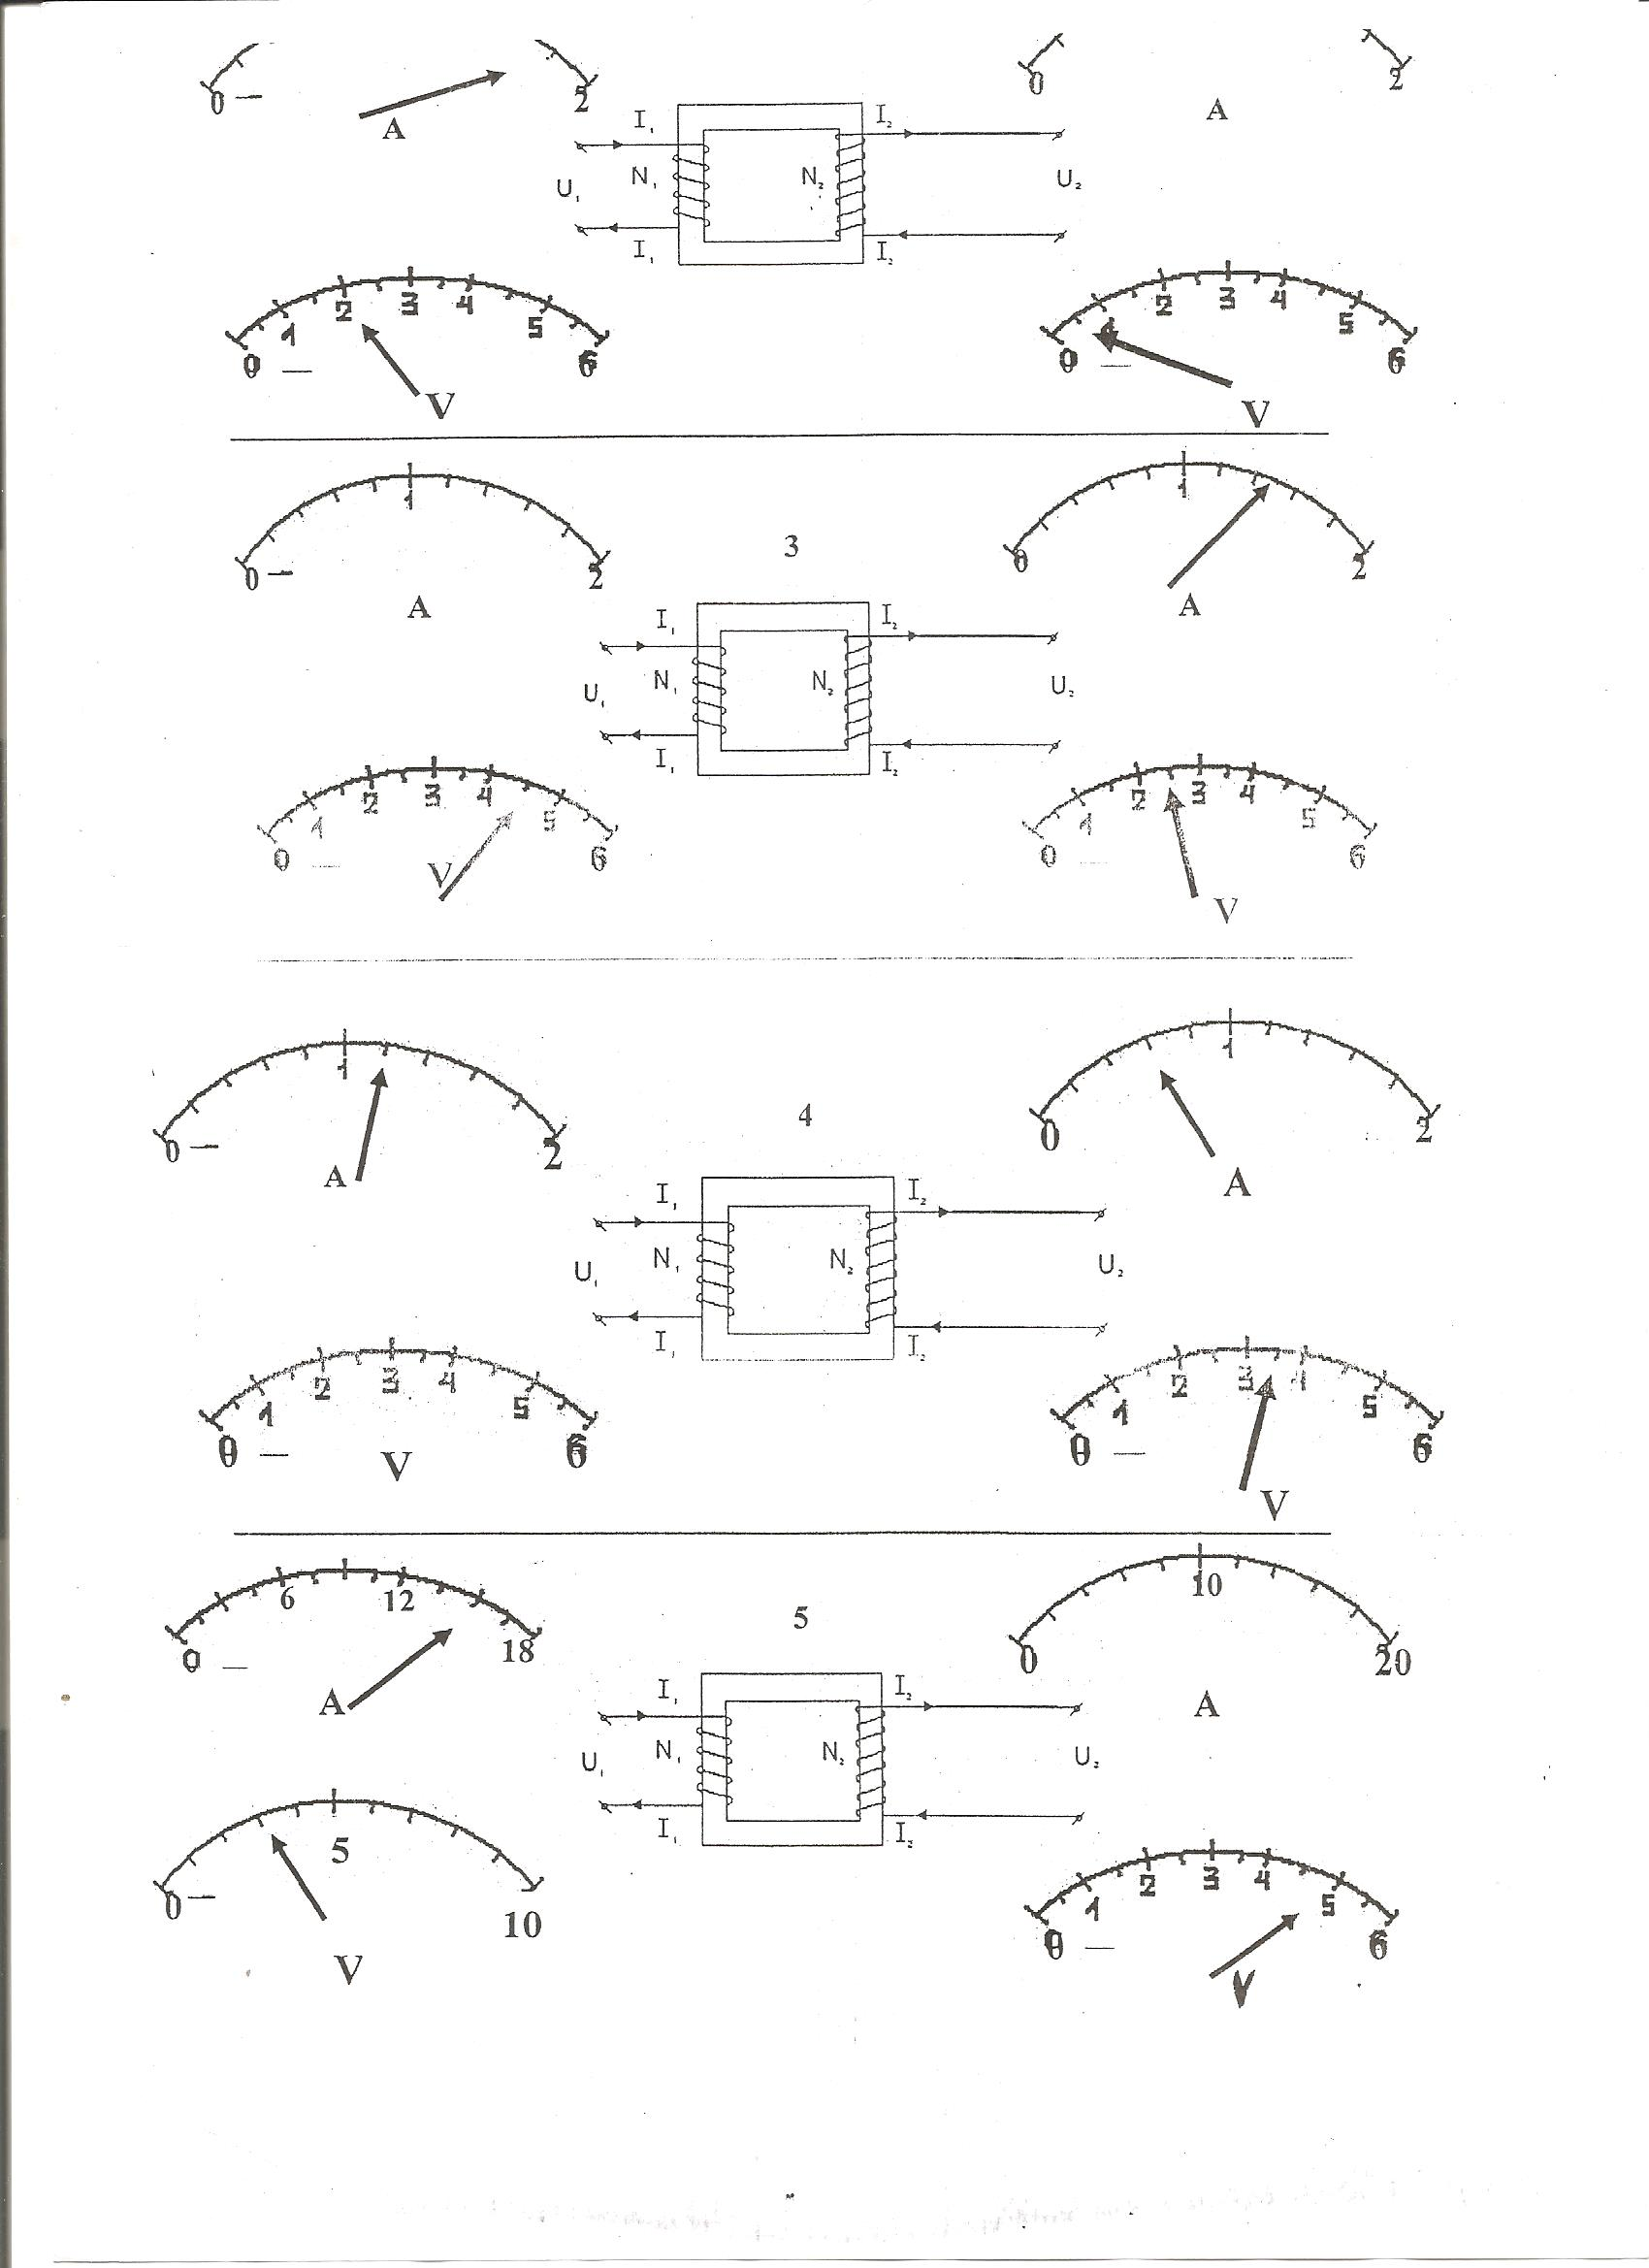 0 2 0 2
A A
I₁ I₂
N₁ N₂
U₁ U₂
I₁ I₂
1 2 3 4 5 1 2 3 4 5
0 6 0 6
V V
1 1
3
0 2 0 2
A A
I₁ I₂
N₁ N₂
U₁ U₂
I₁ I₂
1 2 3 4 5 1 2 3 4 5
0 6 0 6
V V
1 1
4
0 2 0 2
A A
I₁ I₂
N₁ N₂
U₁ U₂
I₁ I₂
1 2 3 4 5 1 2 3 4 5
0 6 0 6
V V
6 12 10
5
0 18 0 20
A A
I₁ I₂
N₁ N₂
U₁ U₂
I₁ I₂
5 1 2 3 4 5
0 10 0 6
V V